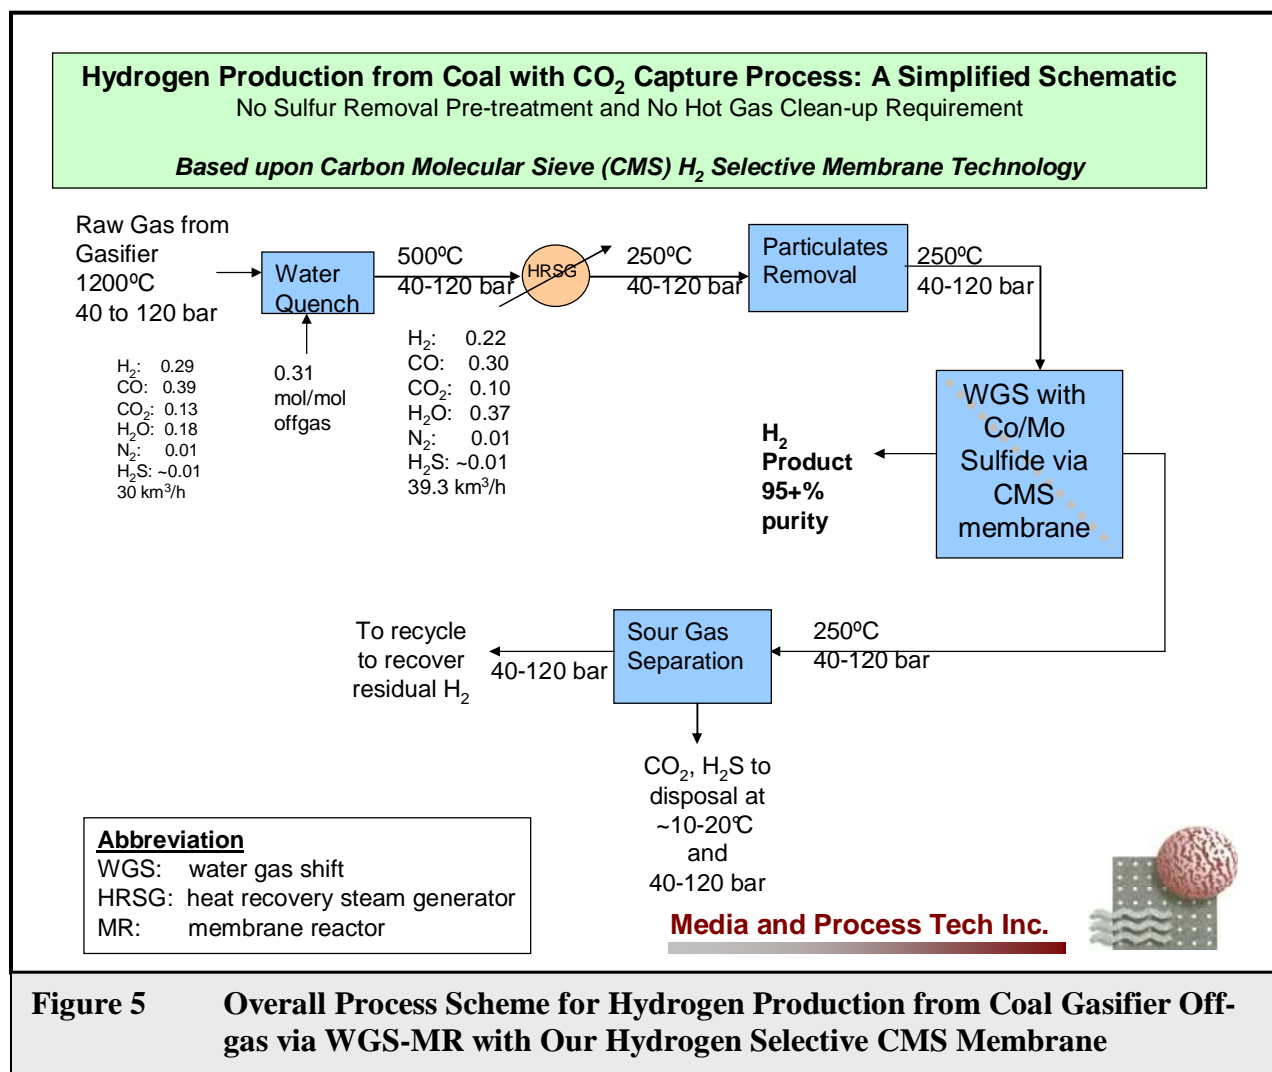 Hydrogen Production from Coal with CO₂ Capture Process: A Simplified Schematic
No Sulfur Removal Pre-treatment and No Hot Gas Clean-up Requirement
Based upon Carbon Molecular Sieve (CMS) H₂ Selective Membrane Technology
Raw Gas from
Gasifier
1200ºC
40 to 120 bar
Water
Quench
500ºC
40-120 bar
HRSG
250ºC
40-120 bar
Particulates
Removal
250ºC
40-120 bar
H₂: 0.29
CO: 0.39
CO₂: 0.13
H₂O: 0.18
N₂: 0.01
H₂S: ~0.01
30 km³/h
0.31
mol/mol
offgas
H₂: 0.22
CO: 0.30
CO₂: 0.10
H₂O: 0.37
N₂: 0.01
H₂S: ~0.01
39.3 km³/h
H₂
Product
95+%
purity
WGS with
Co/Mo
Sulfide via
CMS
membrane
To recycle
to recover
residual H₂
40-120 bar
Sour Gas
Separation
250ºC
40-120 bar
CO₂, H₂S to
disposal at
~10-20°C
and
40-120 bar
Abbreviation
WGS: water gas shift
HRSG: heat recovery steam generator
MR: membrane reactor
Media and Process Tech Inc.
Figure 5 Overall Process Scheme for Hydrogen Production from Coal Gasifier Off-
gas via WGS-MR with Our Hydrogen Selective CMS Membrane